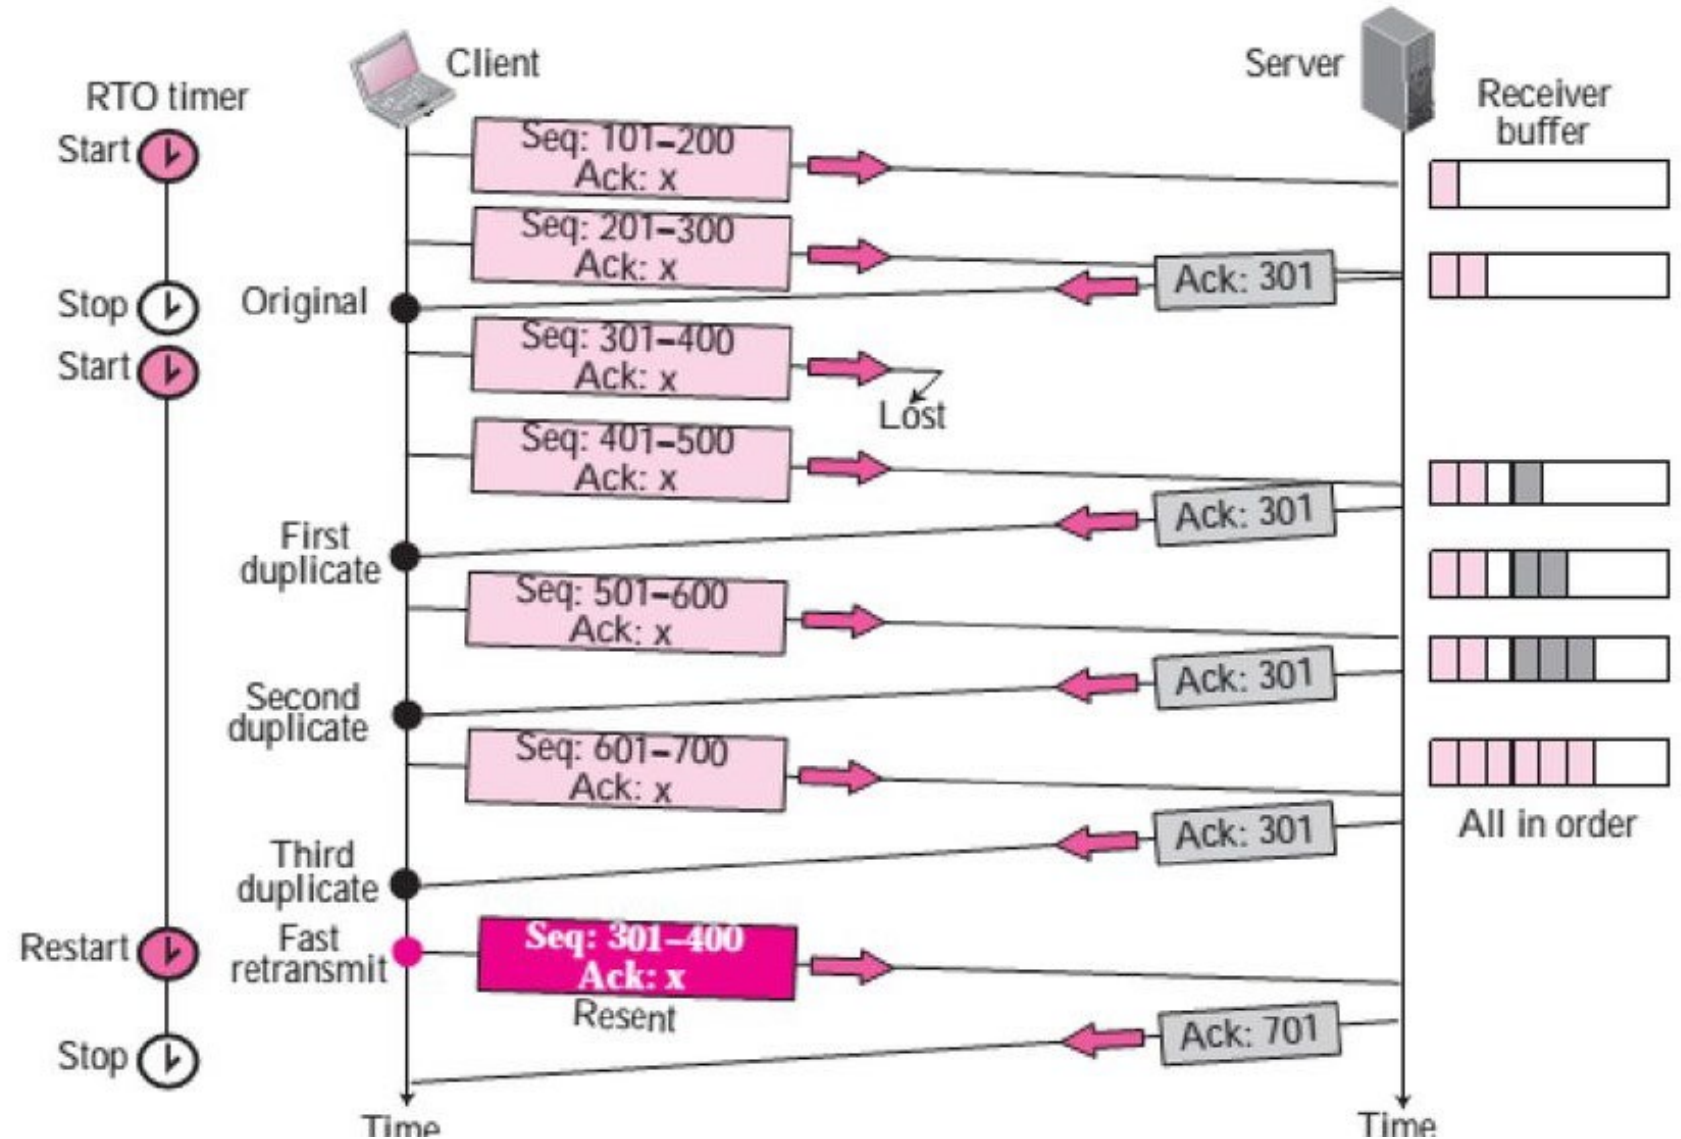 Client
Server
RTO timer
Receiver
buffer
Start
Seq: 101–200
Ack: x
Seq: 201–300
Ack: x
Ack: 301
Stop
Original
Start
Seq: 301–400
Ack: x
Lost
Seq: 401–500
Ack: x
Ack: 301
First
duplicate
Seq: 501–600
Ack: x
Ack: 301
Second
duplicate
Seq: 601–700
Ack: x
All in order
Ack: 301
Third
duplicate
Restart
Fast
retransmit
Seq: 301–400
Ack: x
Resent
Ack: 701
Stop
Time
Time